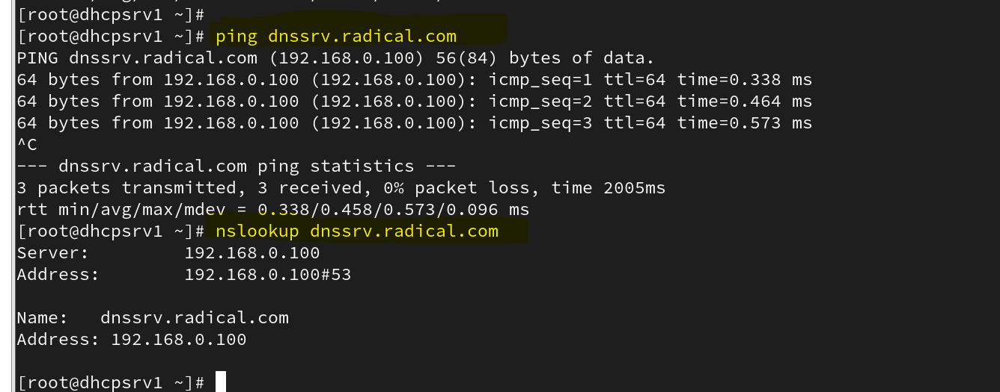 [root@dhcpsrv1 ~]#
[root@dhcpsrv1 ~]# ping dnssrv.radical.com
PING dnssrv.radical.com (192.168.0.100) 56(84) bytes of data.
64 bytes from 192.168.0.100 (192.168.0.100): icmp_seq=1 ttl=64 time=0.338 ms
64 bytes from 192.168.0.100 (192.168.0.100): icmp_seq=2 ttl=64 time=0.464 ms
64 bytes from 192.168.0.100 (192.168.0.100): icmp_seq=3 ttl=64 time=0.573 ms
^C
--- dnssrv.radical.com ping statistics ---
3 packets transmitted, 3 received, 0% packet loss, time 2005ms
rtt min/avg/max/mdev = 0.338/0.458/0.573/0.096 ms
[root@dhcpsrv1 ~]# nslookup dnssrv.radical.com
Server:         192.168.0.100
Address:        192.168.0.100#53

Name:   dnssrv.radical.com
Address: 192.168.0.100

[root@dhcpsrv1 ~]#